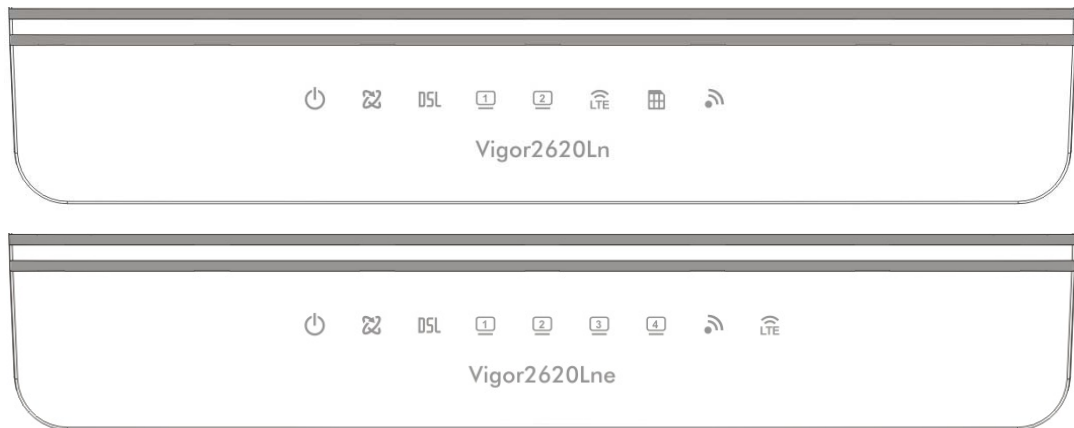 DSL 1 2 LTE
Vigor2620Ln
DSL 1 2 3 4 LTE
Vigor2620Lne